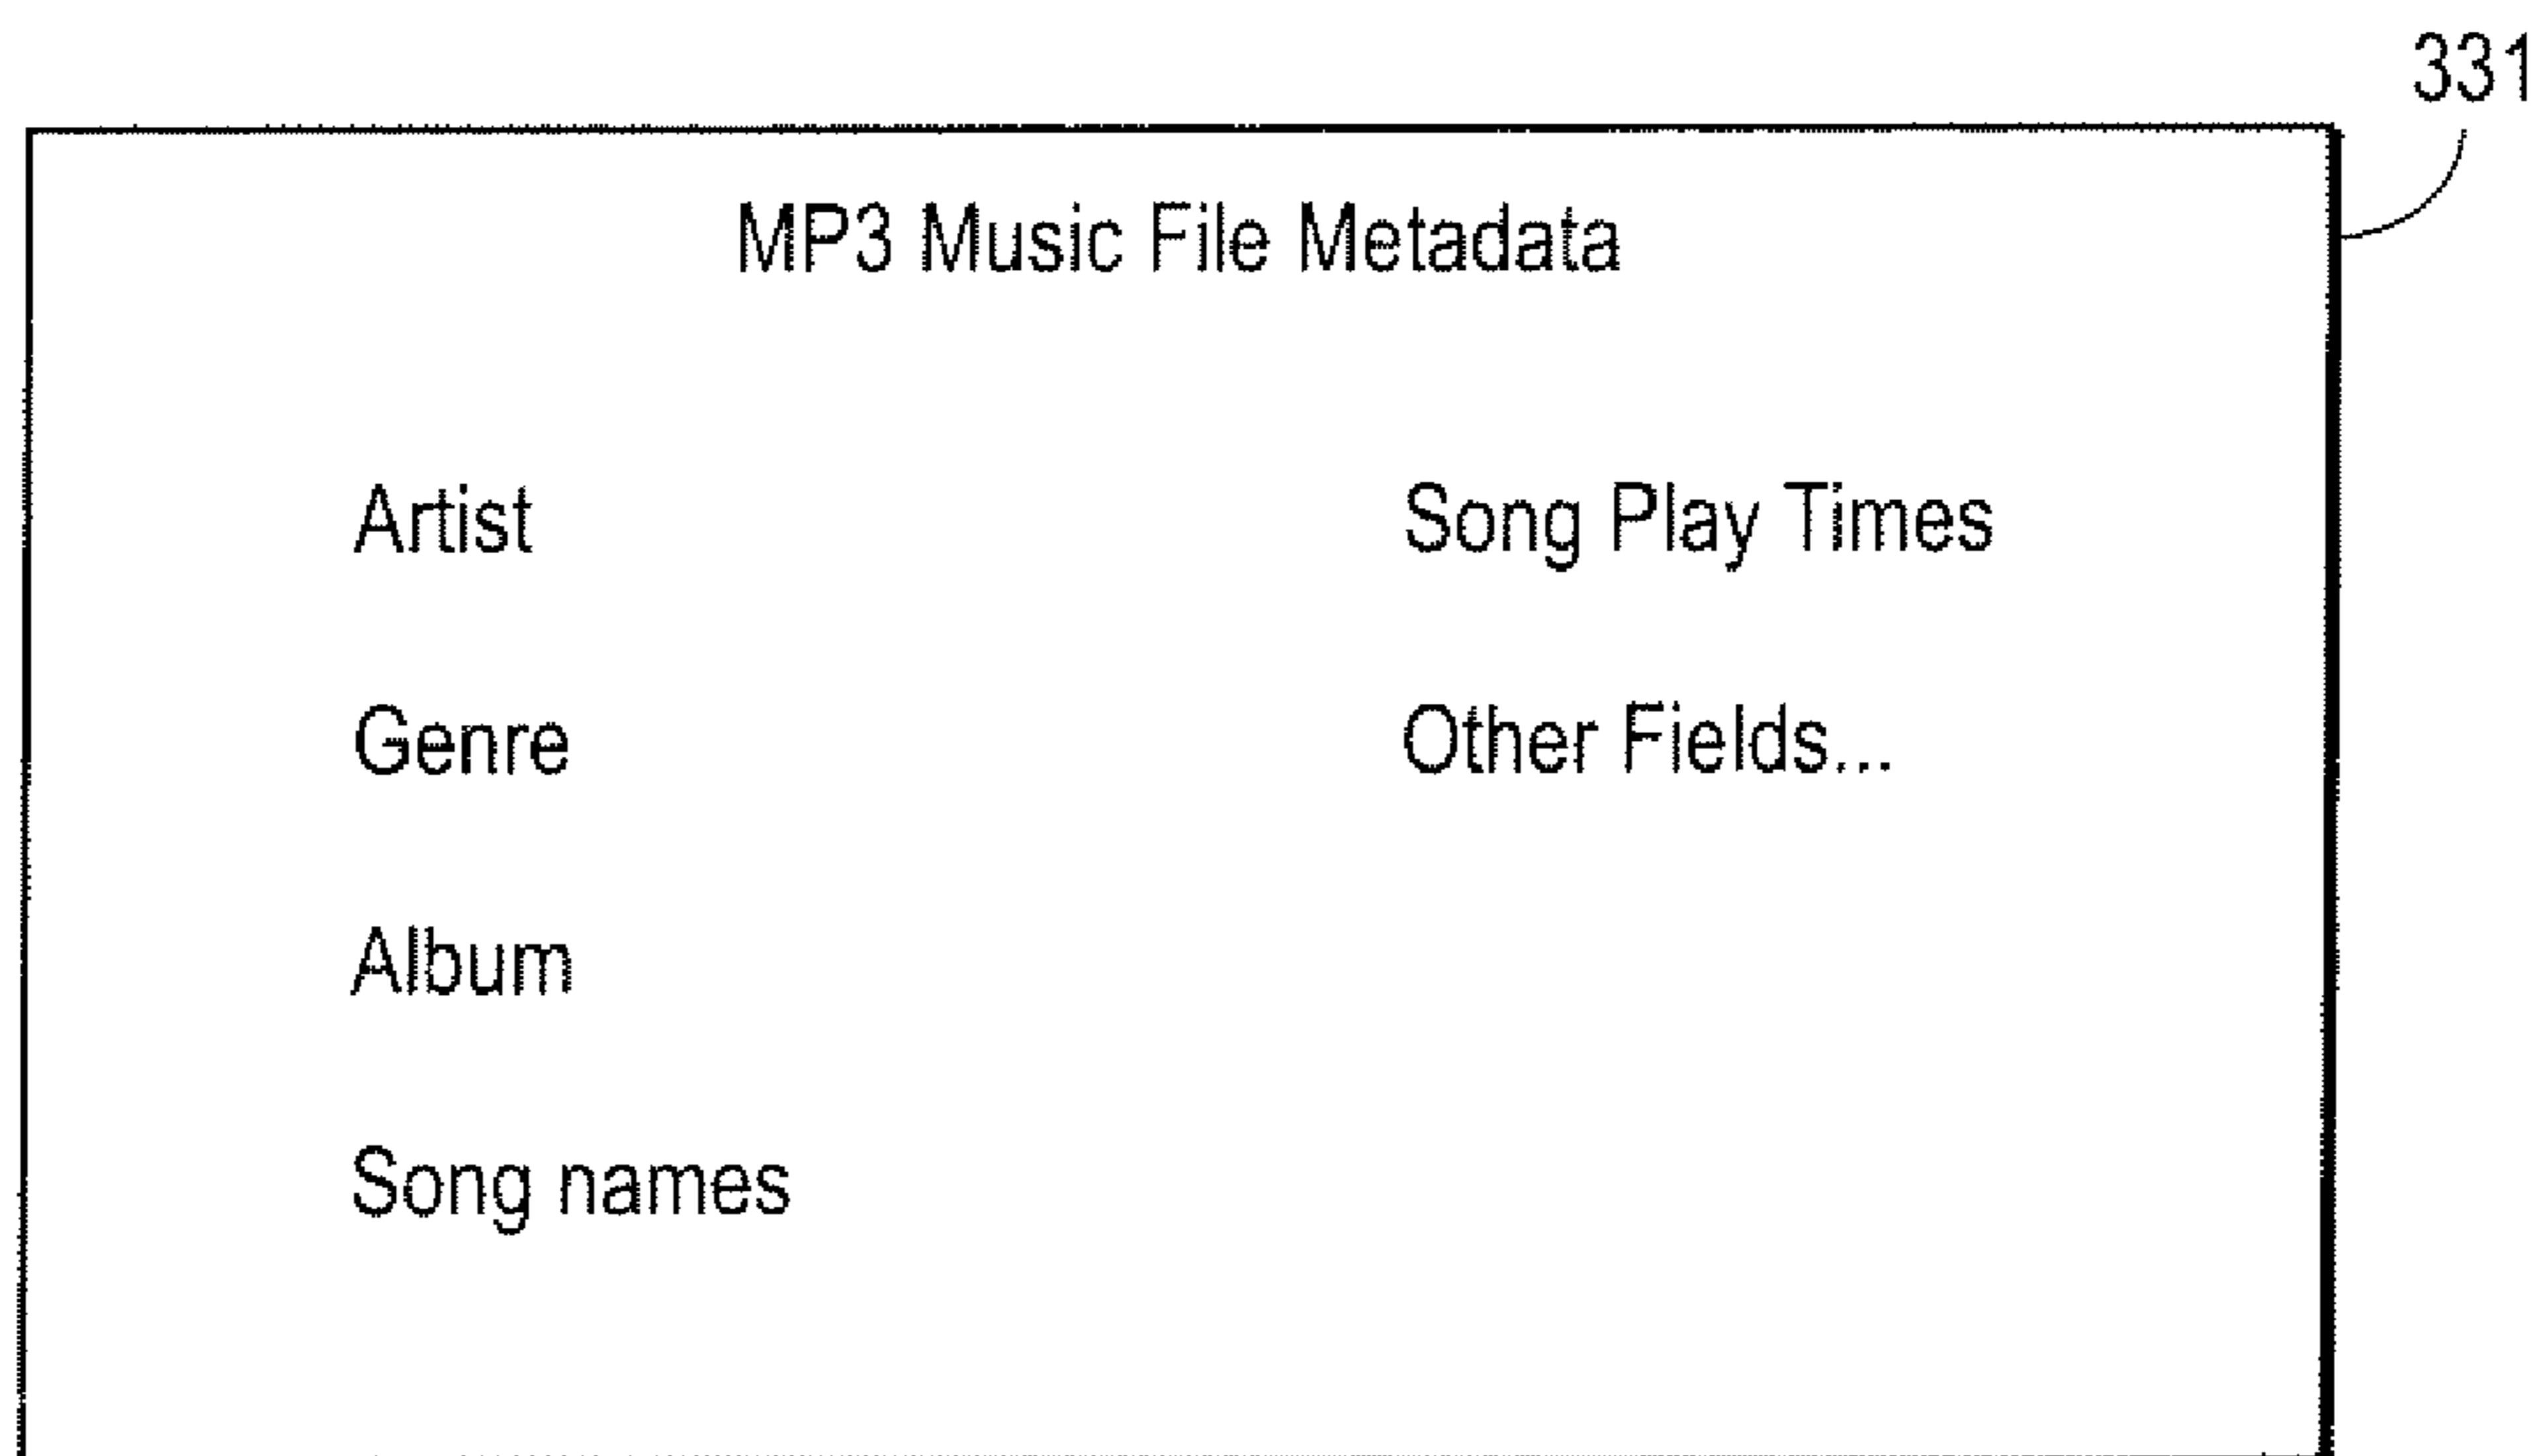 331
MP3 Music File Metadata
Artist
Genre
Album
Song names
Song Play Times
Other Fields...